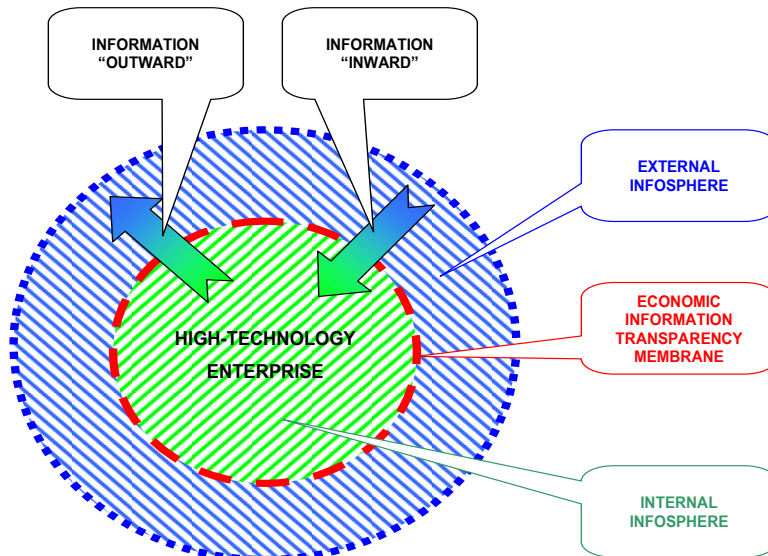 INFORMATION
“OUTWARD”
INFORMATION
“INWARD”
EXTERNAL
INFOSPHERE
ECONOMIC
INFORMATION
TRANSPARENCY
MEMBRANE
HIGH-TECHNOLOGY
ENTERPRISE
INTERNAL
INFOSPHERE